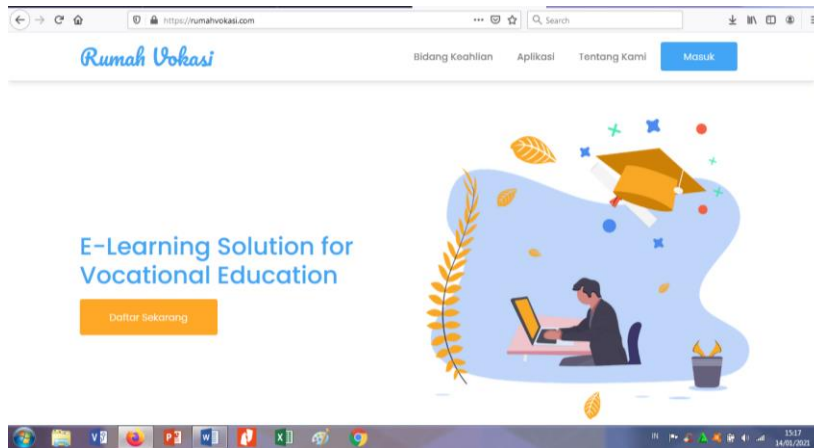 https://rumahvokasi.com
Search
Rumah Vokasi
Bidang Keahlian
Aplikasi
Tentang Kami
Masuk
E-Learning Solution for
Vocational Education
Daftar Sekarang
IN
15:17
14/01/2021